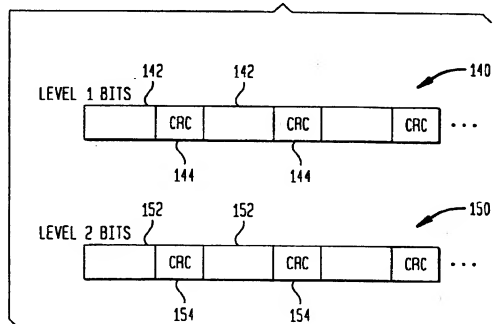 142 142 140
LEVEL 1 BITS
CRC CRC CRC ...
144 144
152 152 150
LEVEL 2 BITS
CRC CRC CRC ...
154 154